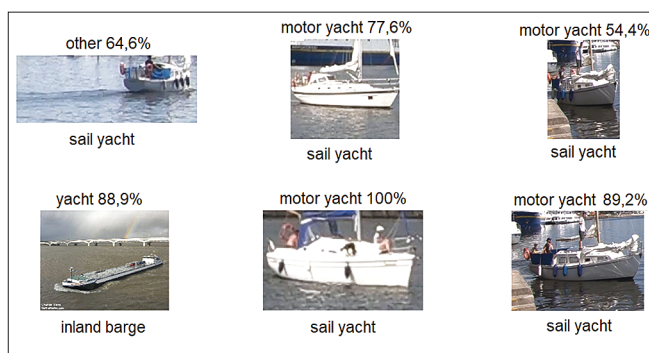 other 64,6%
motor yacht 77,6%
motor yacht 54,4%
sail yacht
sail yacht
sail yacht
yacht 88,9%
motor yacht 100%
motor yacht 89,2%
inland barge
sail yacht
sail yacht